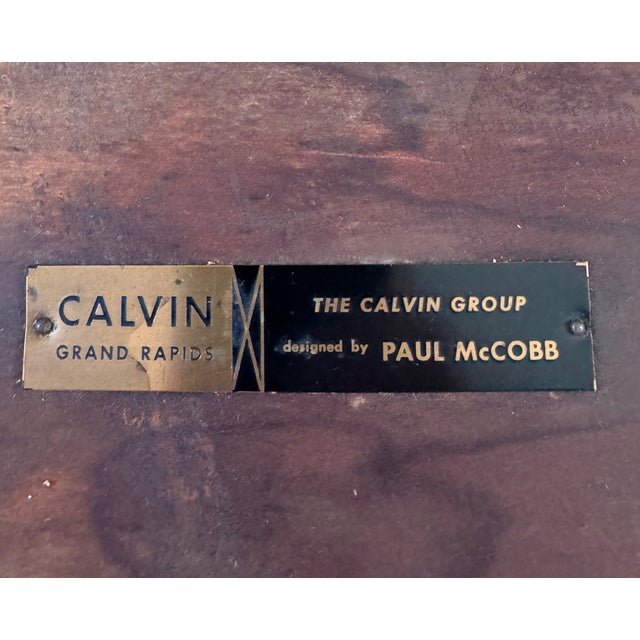 CALVIN
GRAND RAPIDS
THE CALVIN GROUP
designed by PAUL McCOBB